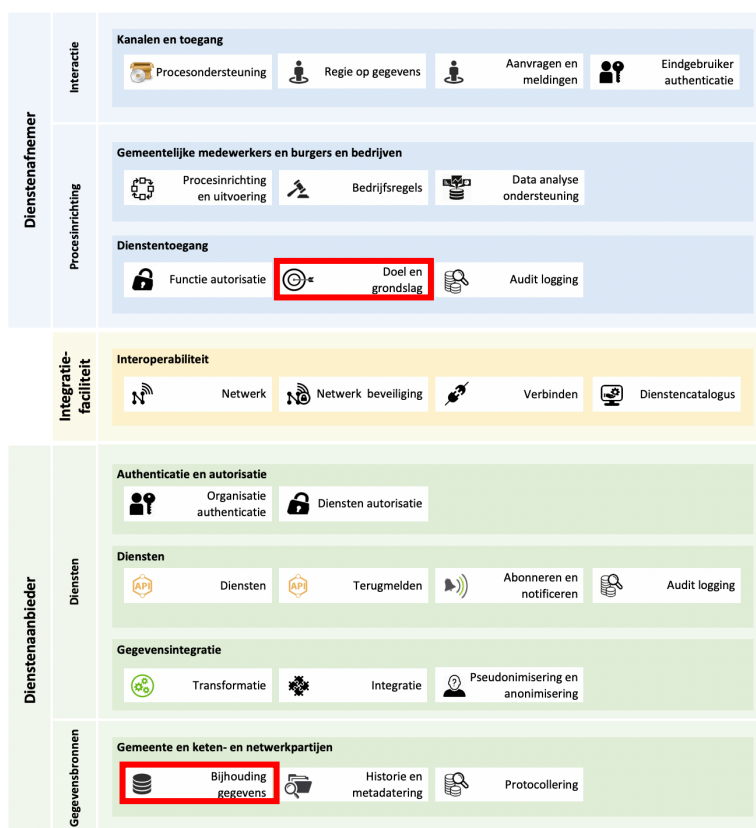 Dienstenafnemer
Interactie
Kanalen en toegang
Procesondersteuning
Regie op gegevens
Aanvragen en
meldingen
Eindgebruiker
authenticatie
Procesinrichting
Gemeentelijke medewerkers en burgers en bedrijven
Procesinrichting
en uitvoering
Bedrijfsregels
Data analyse
ondersteuning
Dienstentoegang
Functie autorisatie
Doel en
grondslag
Audit logging
Integratie-
faciliteit
Interoperabiliteit
N
Netwerk
N
Netwerk beveiliging
Verbinden
Dienstencatalogus
Dienstenaanbieder
Diensten
Authenticatie en autorisatie
Organisatie
authenticatie
Diensten autorisatie
Diensten
API
Diensten
API
Terugmelden
Abonneren en
notificeren
Audit logging
Gegevensintegratie
Transformatie
Integratie
?
Pseudonimisering en
anonimisering
Gegevensbronnen
Gemeente en keten- en netwerkpartijen
Bijhouding
gegevens
Historie en
metadatering
Protocollering